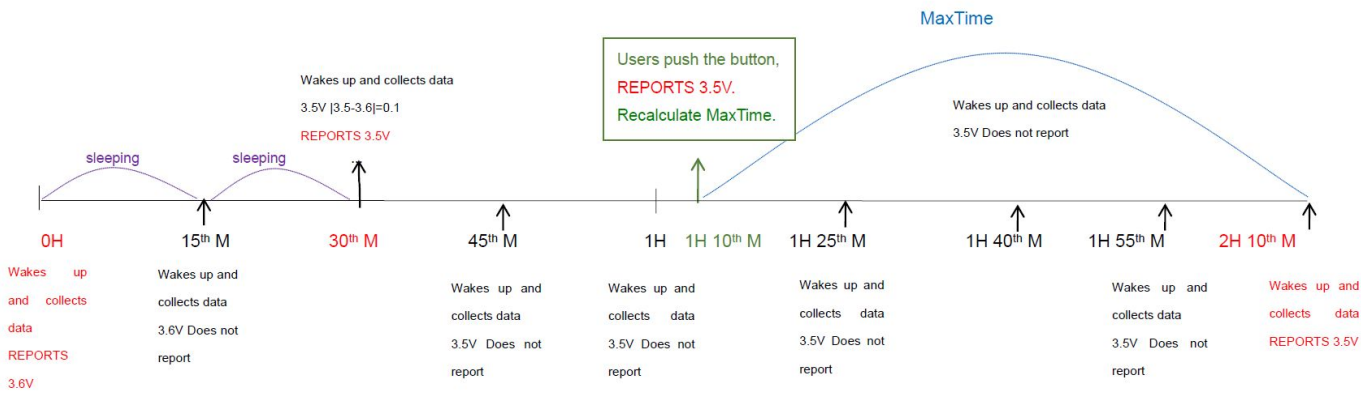 MaxTime
Users push the button,
REPORTS 3.5V.
Recalculate MaxTime.
Wakes up and collects data
3.5V |3.5-3.6|=0.1
REPORTS 3.5V
Wakes up and collects data
3.5V Does not report
sleeping
sleeping
0H
15th M
30th M
45th M
1H
1H 10th M
1H 25th M
1H 40th M
1H 55th M
2H 10th M
Wakes up
and collects
data
REPORTS
3.6V
Wakes up and
collects data
3.6V Does not
report
Wakes up and
collects data
3.5V Does not
report
Wakes up and
collects data
3.5V Does not
report
Wakes up and
collects data
3.5V Does not
report
Wakes up and
collects data
3.5V Does not
report
Wakes up and
collects data
REPORTS 3.5V